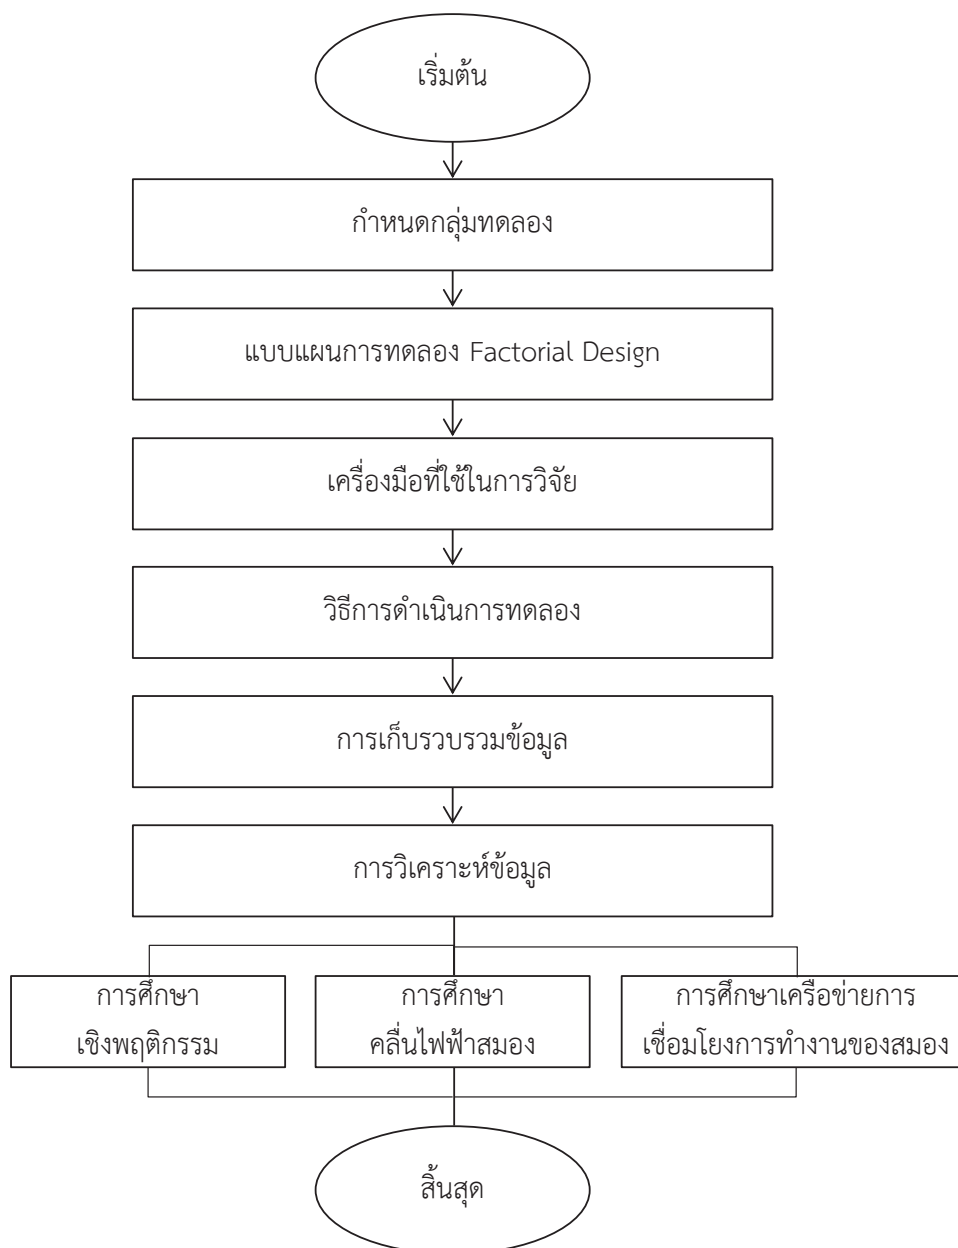 เริ่มต้น
กำหนดกลุ่มทดลอง
แบบแผนการทดลอง Factorial Design
เครื่องมือที่ใช้ในการวิจัย
วิธีการดำเนินการทดลอง
การเก็บรวบรวมข้อมูล
การวิเคราะห์ข้อมูล
การศึกษา
เชิงพฤติกรรม
การศึกษา
คลื่นไฟฟ้าสมอง
การศึกษาเครือข่ายการ
เชื่อมโยงการทำงานของสมอง
สิ้นสุด